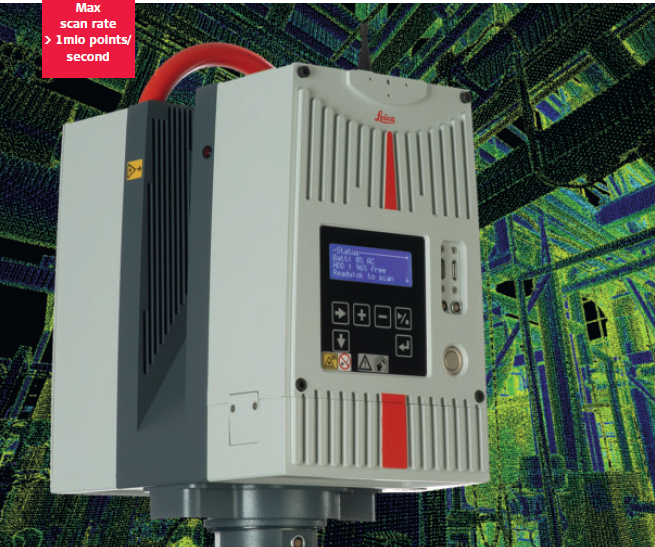 Max
scan rate
> 1mio points/
second
Leica
-Status
Batt: 0% AC
HDD : 96% free
Ready|ok to scan